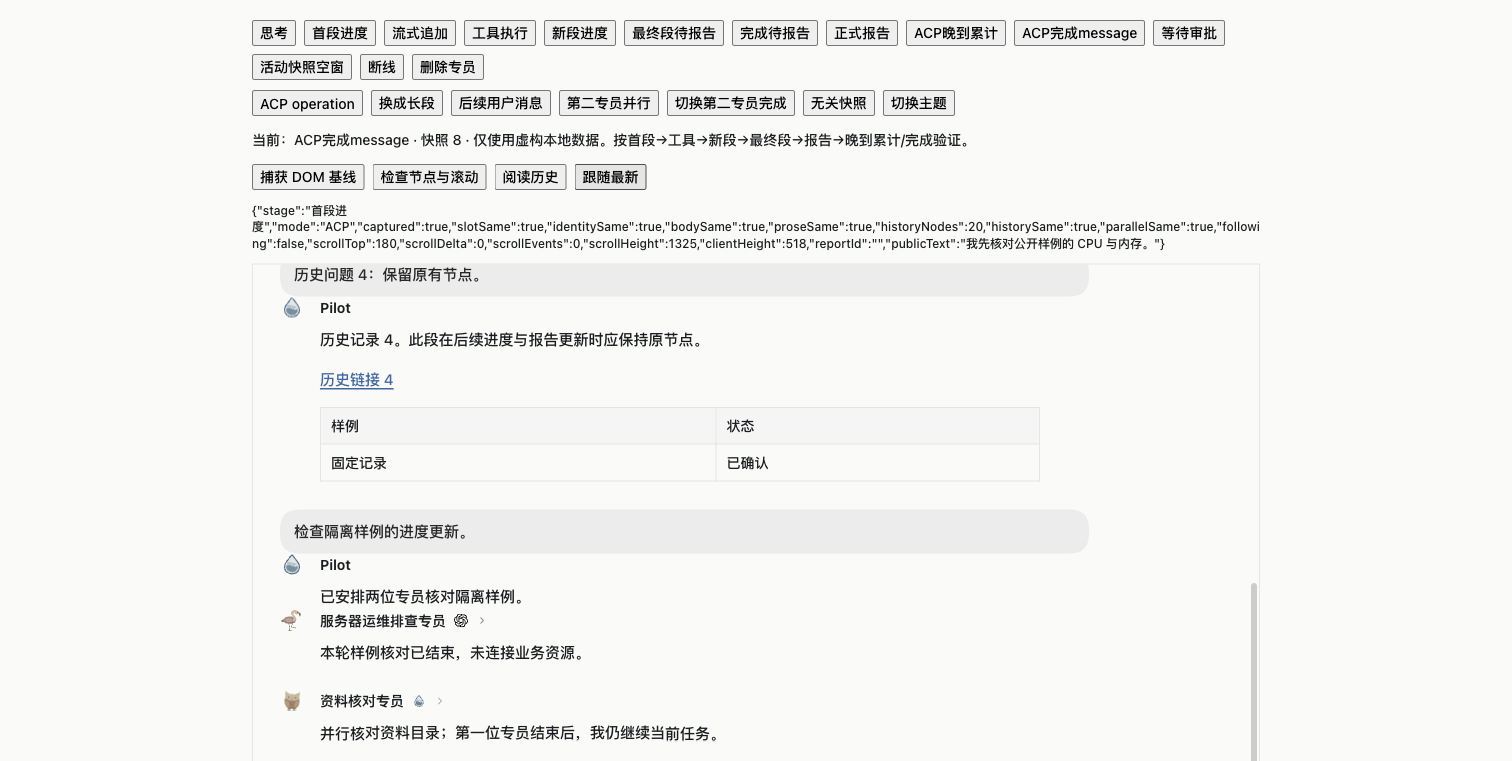 思考 首段进度 流式追加 工具执行 新段进度 最终段待报告 完成待报告 正式报告 ACP晚到累计 ACP完成message 等待审批
活动快照空窗 断线 删除专员
ACP operation 换成长段 后续用户消息 第二专员并行 切换第二专员完成 无关快照 切换主题
当前：ACP完成message · 快照 8 · 仅使用虚构本地数据。按首段→工具→新段→最终段→报告→晚到累计/完成验证。
捕获 DOM 基线 检查节点与滚动 阅读历史 跟随最新
{"stage":"首段进
度","mode":"ACP","captured":true,"slotSame":true,"identitySame":true,"bodySame":true,"proseSame":true,"historyNodes":20,"historySame":true,"parallelSame":true,"followi
ng":false,"scrollTop":180,"scrollDelta":0,"scrollEvents":0,"scrollHeight":1325,"clientHeight":518,"reportId":"","publicText":"我先核对公开样例的 CPU 与内存。"}
历史问题 4：保留原有节点。
Pilot
历史记录 4。此段在后续进度与报告更新时应保持原节点。
历史链接 4
样例 状态
固定记录 已确认
检查隔离样例的进度更新。
Pilot
已安排两位专员核对隔离样例。
服务器运维排查专员
本轮样例核对已结束，未连接业务资源。
资料核对专员
并行核对资料目录；第一位专员结束后，我仍继续当前任务。